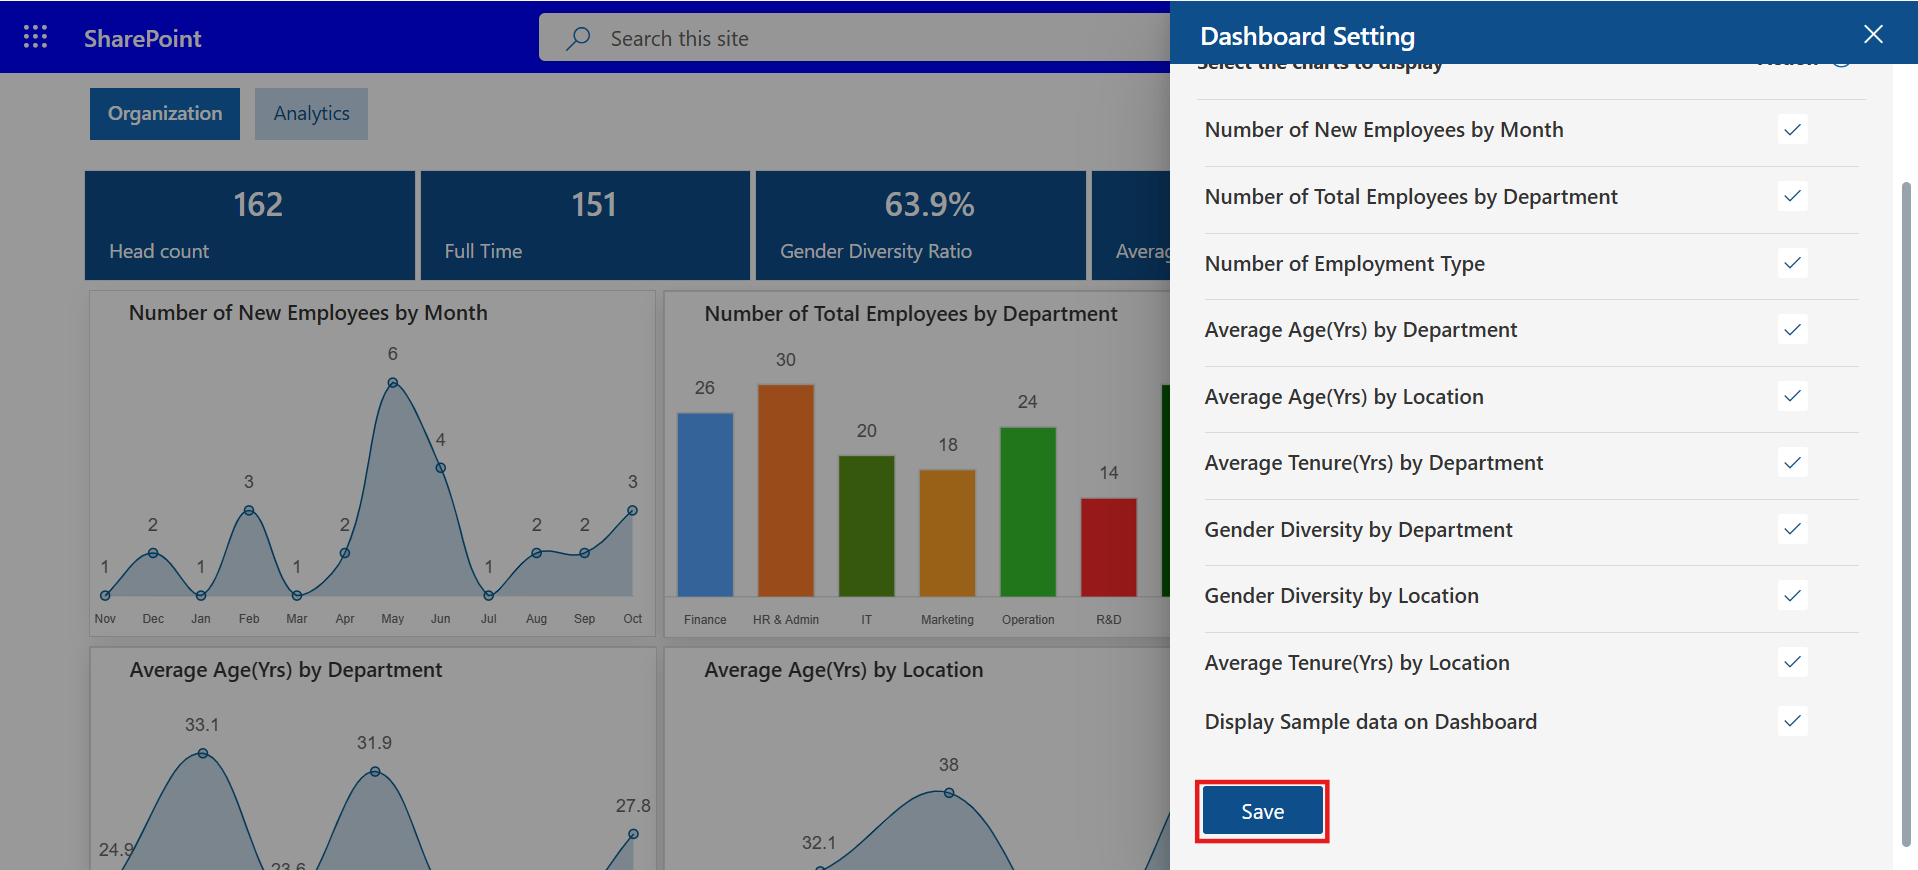 SharePoint
Search this site
Dashboard Setting
Select the charts to display
Organization
Analytics
162
Head count
151
Full Time
63.9%
Gender Diversity Ratio
Number of New Employees by Month
6
4
3
3
2
2
2
2
1
1
1
1
Nov Dec Jan Feb Mar Apr May Jun Jul Aug Sep Oct
Number of Total Employees by Department
30
26
24
20
18
14
Finance HR & Admin IT Marketing Operation R&D
Average Age(Yrs) by Department
33.1
31.9
27.8
24.9
Average Age(Yrs) by Location
38
32.1
Number of New Employees by Month
Number of Total Employees by Department
Number of Employment Type
Average Age(Yrs) by Department
Average Age(Yrs) by Location
Average Tenure(Yrs) by Department
Gender Diversity by Department
Gender Diversity by Location
Average Tenure(Yrs) by Location
Display Sample data on Dashboard
Save